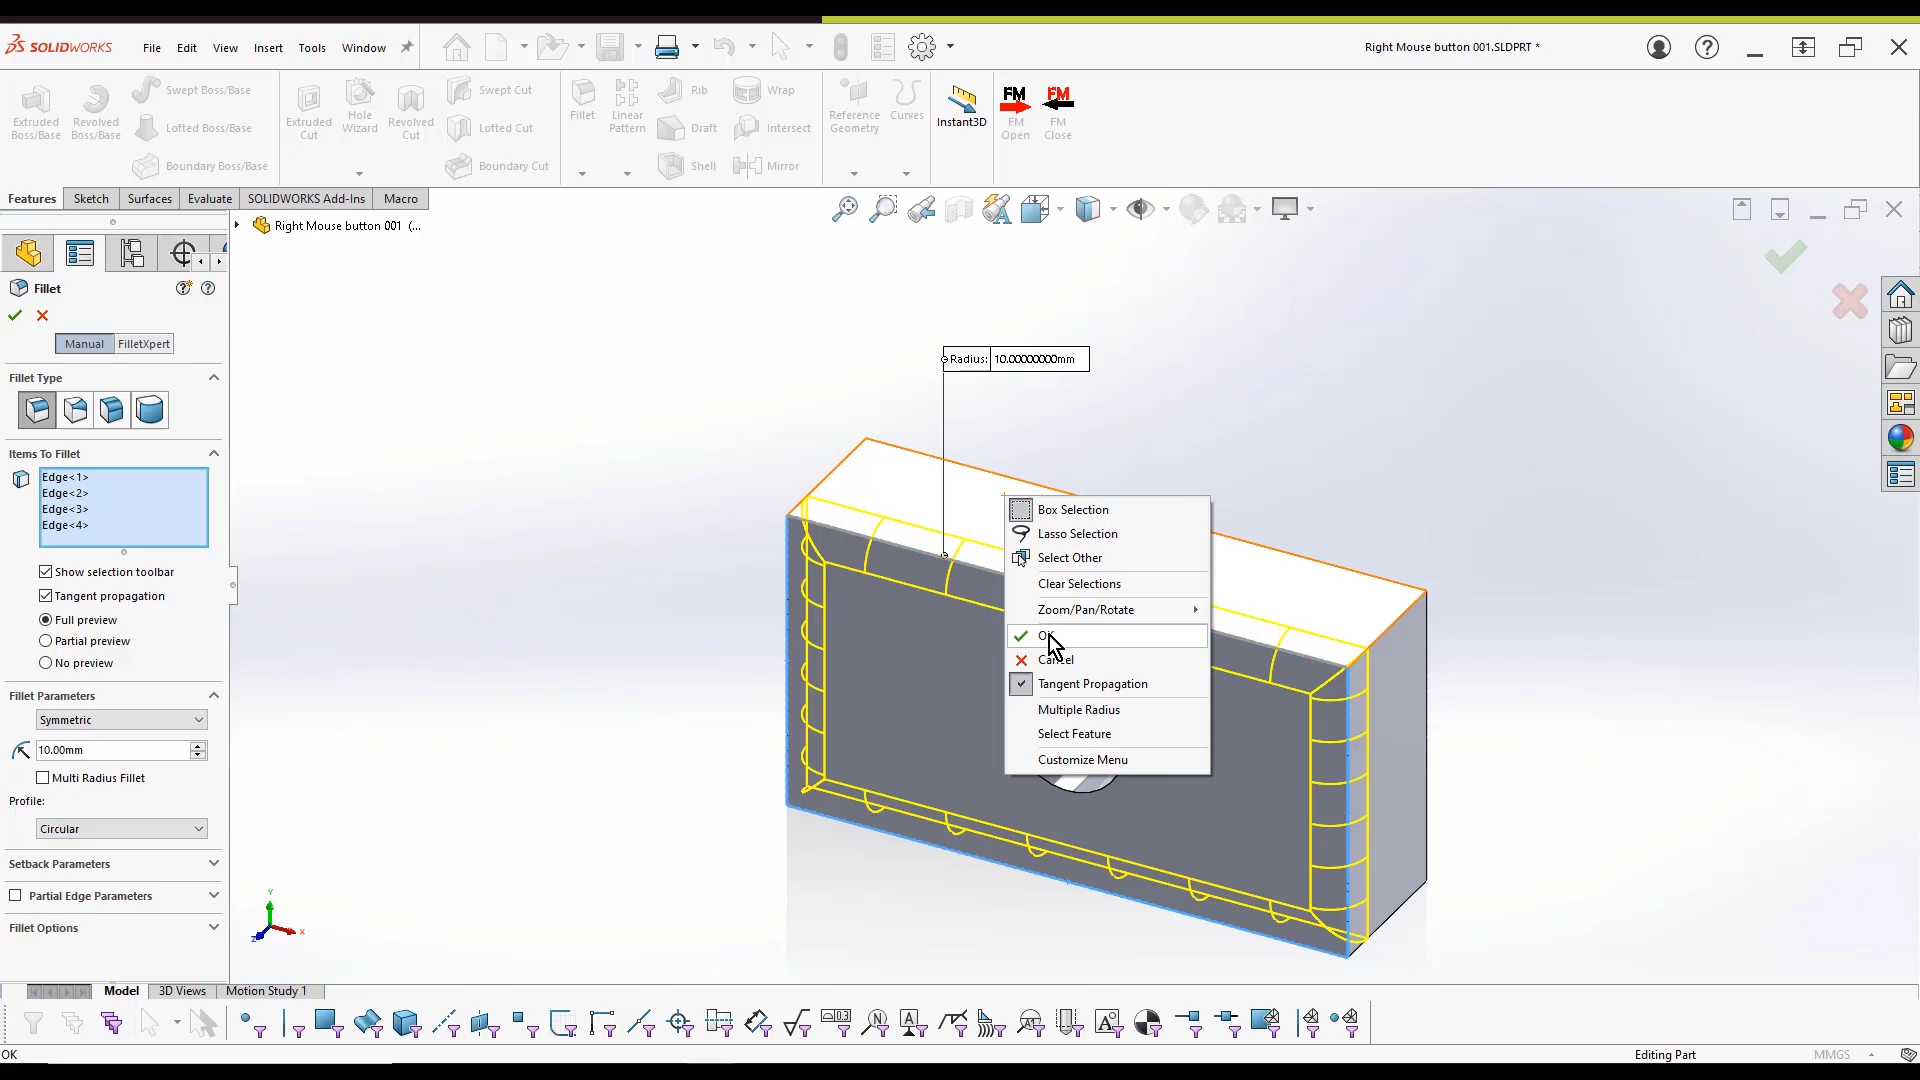 SOLIDWORKS
File Edit View Insert Tools Window
Right Mouse button 001.SLDPRT *
Extruded Boss/Base
Revolved Boss/Base
Swept Boss/Base
Lofted Boss/Base
Boundary Boss/Base
Extruded Cut
Hole Wizard
Revolved Cut
Swept Cut
Lofted Cut
Boundary Cut
Fillet
Linear Pattern
Rib
Draft
Shell
Wrap
Intersect
Mirror
Reference Geometry
Curves
Instant3D
FM
FM Open
FM
FM Close
Features Sketch Surfaces Evaluate SOLIDWORKS Add-Ins Macro
Right Mouse button 001 (...
Fillet
Manual FilletXpert
Fillet Type
Items To Fillet
Edge<1>
Edge<2>
Edge<3>
Edge<4>
Show selection toolbar
Tangent propagation
Full preview
Partial preview
No preview
Fillet Parameters
Symmetric
10.00mm
Multi Radius Fillet
Profile:
Circular
Setback Parameters
Partial Edge Parameters
Fillet Options
Radius: 10.00000000mm
Box Selection
Lasso Selection
Select Other
Clear Selections
Zoom/Pan/Rotate
OK
Cancel
Tangent Propagation
Multiple Radius
Select Feature
Customize Menu
Y
X
Z
Model 3D Views Motion Study 1
OK
Editing Part
MMGS